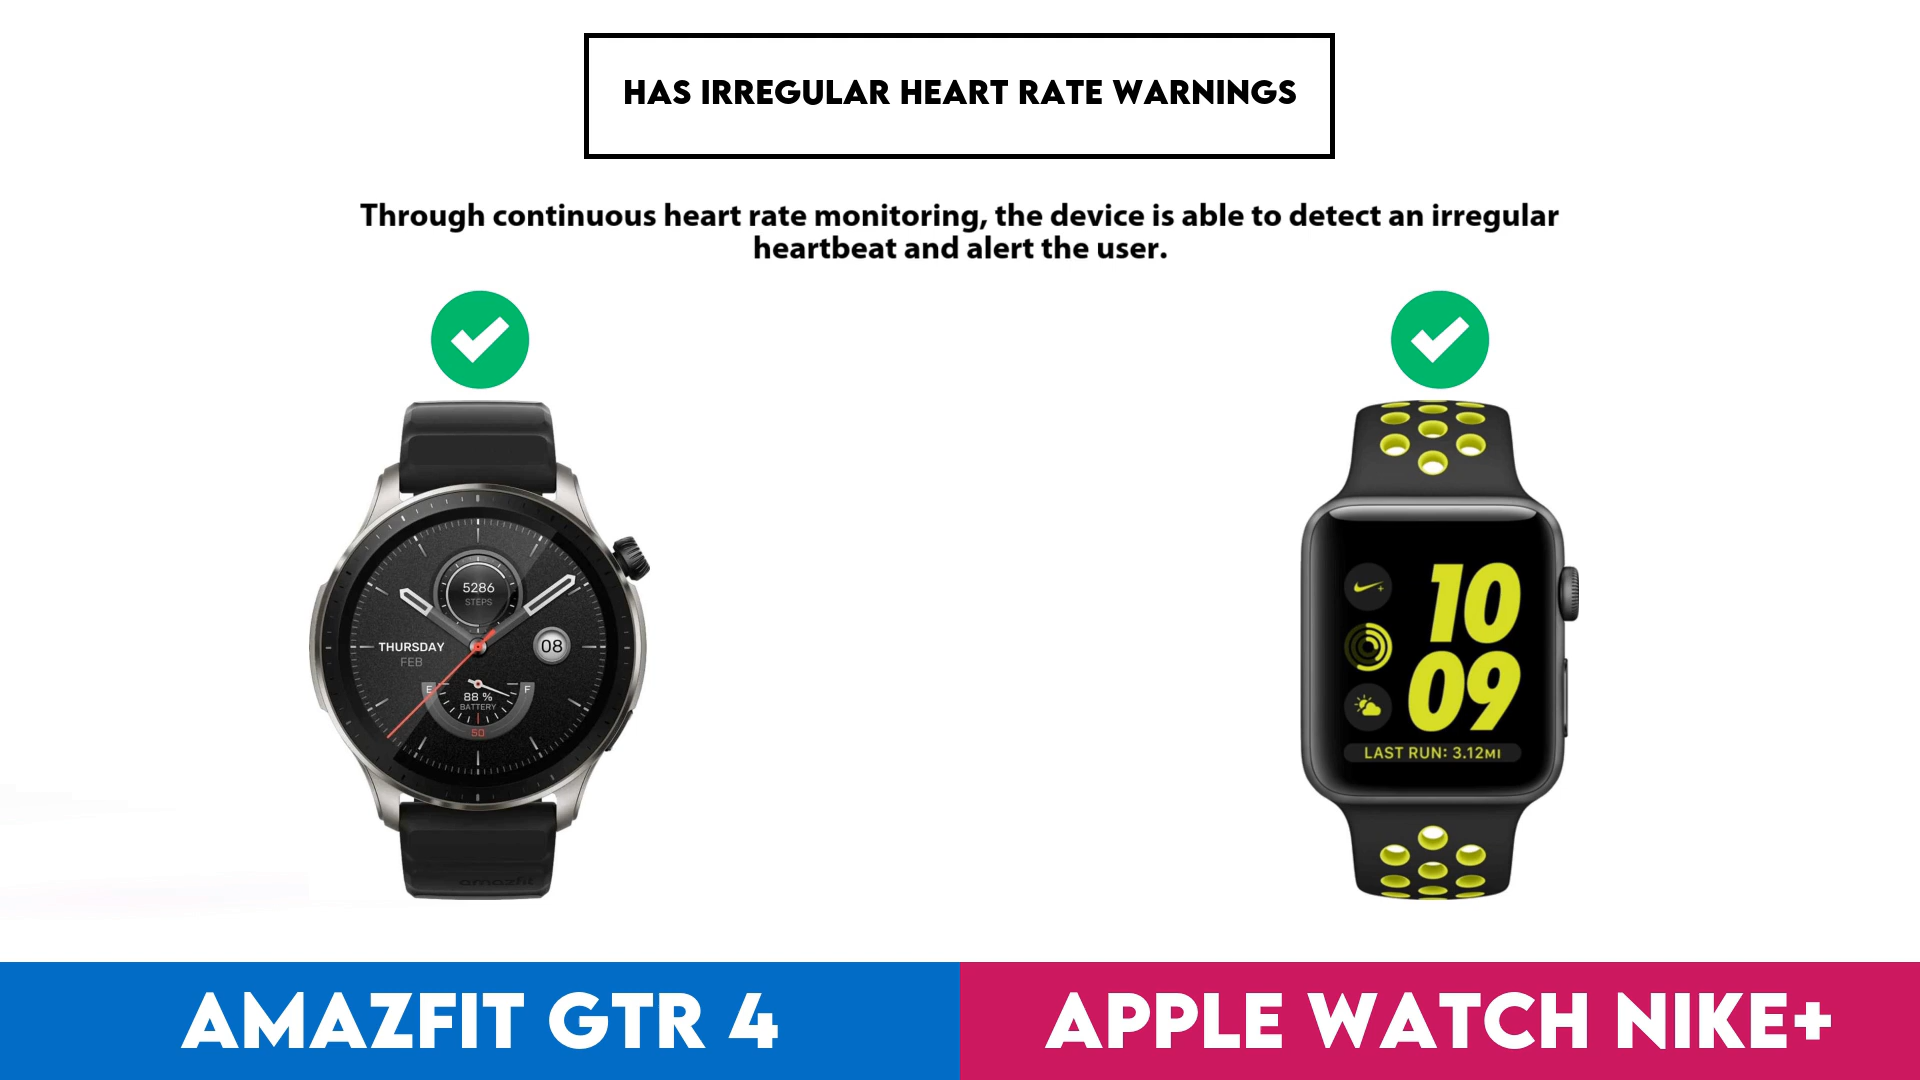 HAS IRREGULAR HEART RATE WARNINGS
Through continuous heart rate monitoring, the device is able to detect an irregular
heartbeat and alert the user.
5286
STEPS
THURSDAY
FEB
08
E
F
88 %
BATTERY
50
amazfit
10
09
LAST RUN: 3.12MI
AMAZFIT GTR 4
APPLE WATCH NIKE+